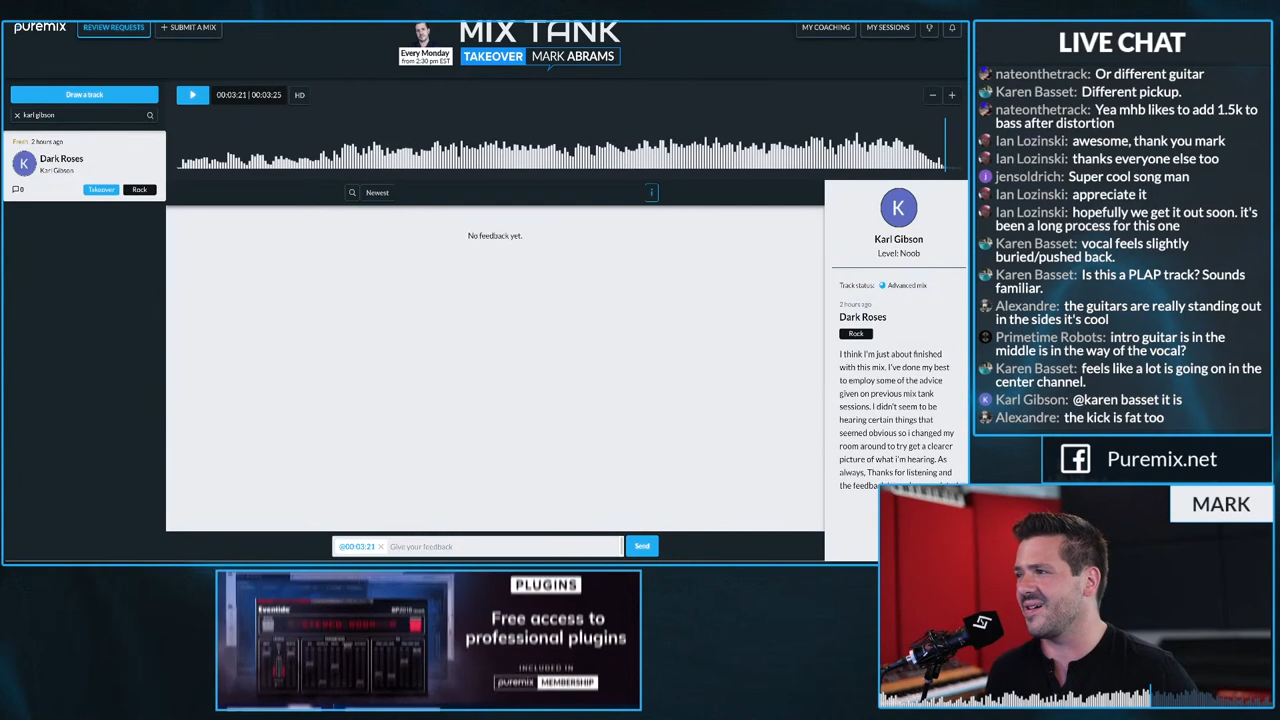 puremix
REVIEW REQUESTS
+ SUBMIT A MIX
Every Monday
from 2:30 pm EST
MIX TANK
TAKEOVER MARK ABRAMS
MY COACHING
MY SESSIONS
Draw a track
× karl gibson
Fresh 2 hours ago
K
Dark Roses
Karl Gibson
0
Takeover
Rock
00:03:21 | 00:03:25
HD
Newest
i
No feedback yet.
@00:03:21 × Give your feedback
Send
K
Karl Gibson
Level: Noob
Track status: Advanced mix
2 hours ago
Dark Roses
Rock
I think I'm just about finished
with this mix. I've done my best
to employ some of the advice
given on previous mix tank
sessions. I didn't seem to be
hearing certain things that
seemed obvious so i changed my
room around to try get a clearer
picture of what i'm hearing. As
always, Thanks for listening and
the feedback
LIVE CHAT
nateonthetrack: Or different guitar
Karen Basset: Different pickup.
nateonthetrack: Yea mhb likes to add 1.5k to
bass after distortion
Ian Lozinski: awesome, thank you mark
Ian Lozinski: thanks everyone else too
jensoldrich: Super cool song man
Ian Lozinski: appreciate it
Ian Lozinski: hopefully we get it out soon. it's
been a long process for this one
Karen Basset: vocal feels slightly
buried/pushed back.
Karen Basset: Is this a PLAP track? Sounds
familiar.
Alexandre: the guitars are really standing out
in the sides it's cool
Primetime Robots: intro guitar is in the
middle is in the way of the vocal?
Karen Basset: feels like a lot is going on in the
center channel.
Karl Gibson: @karen basset it is
Alexandre: the kick is fat too
Puremix.net
MARK
Eventide
PLUGINS
Free access to
professional plugins
INCLUDED IN
puremix MEMBERSHIP